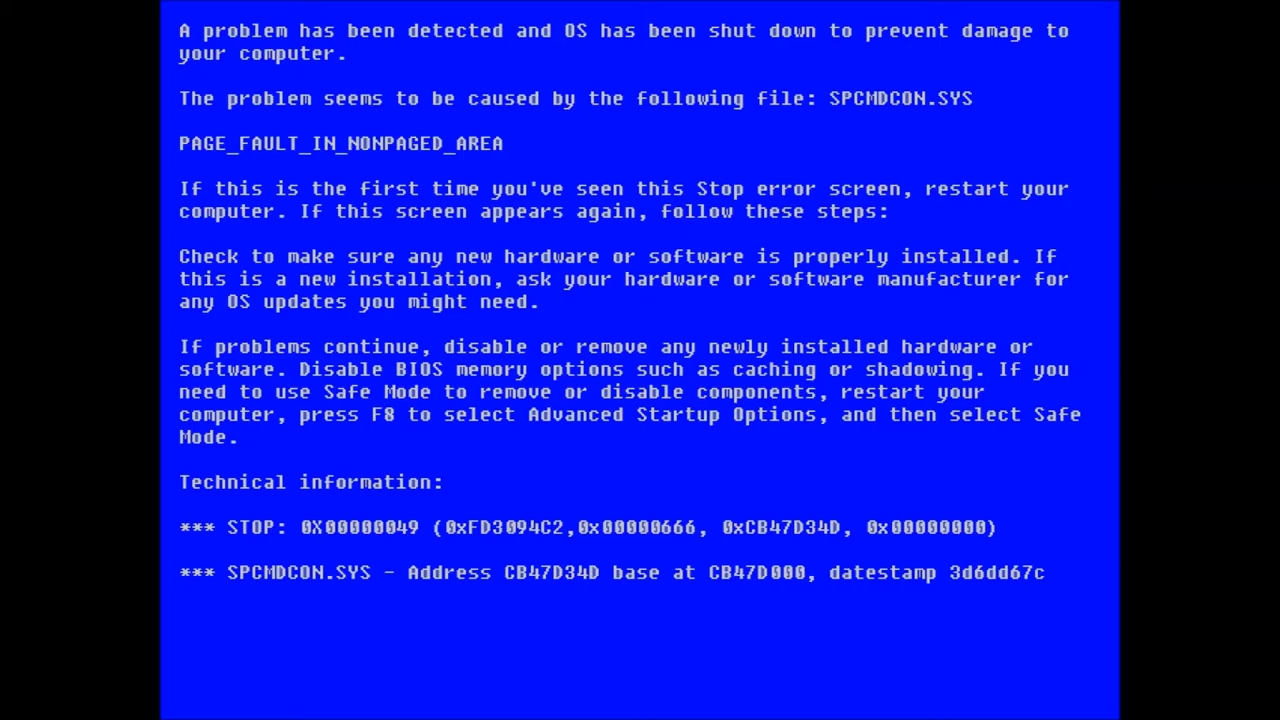 A problem has been detected and OS has been shut down to prevent damage to
your computer.
The problem seems to be caused by the following file: SPCMDCON.SYS
PAGE_FAULT_IN_NONPAGED_AREA
If this is the first time you've seen this Stop error screen, restart your
computer. If this screen appears again, follow these steps:
Check to make sure any new hardware or software is properly installed. If
this is a new installation, ask your hardware or software manufacturer for
any OS updates you might need.
If problems continue, disable or remove any newly installed hardware or
software. Disable BIOS memory options such as caching or shadowing. If you
need to use Safe Mode to remove or disable components, restart your
computer, press F8 to select Advanced Startup Options, and then select Safe
Mode.
Technical information:
*** STOP: 0X00000049 (0xFD3094C2,0x00000666, 0xCB47D34D, 0x00000000)
*** SPCMDCON.SYS - Address CB47D34D base at CB47D000, datestamp 3d6dd67c